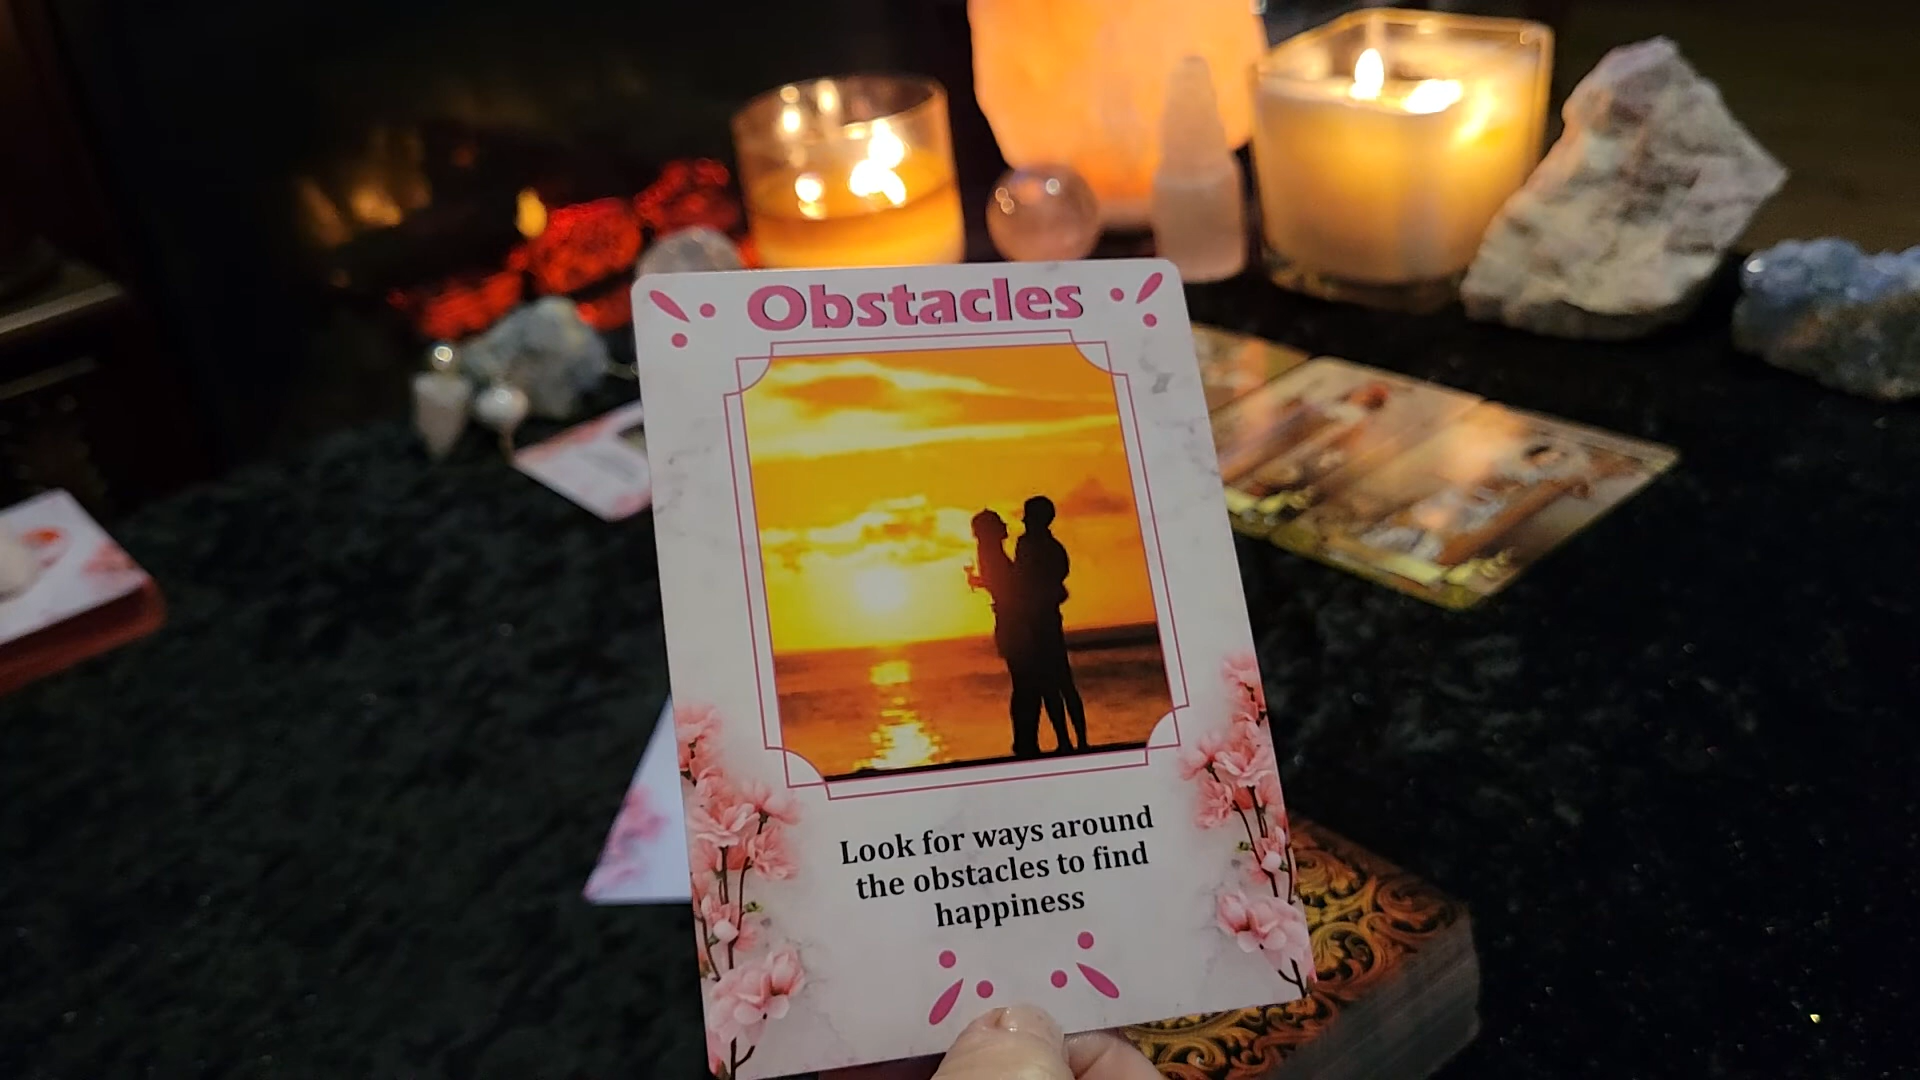 Obstacles
Look for ways around
the obstacles to find
happiness